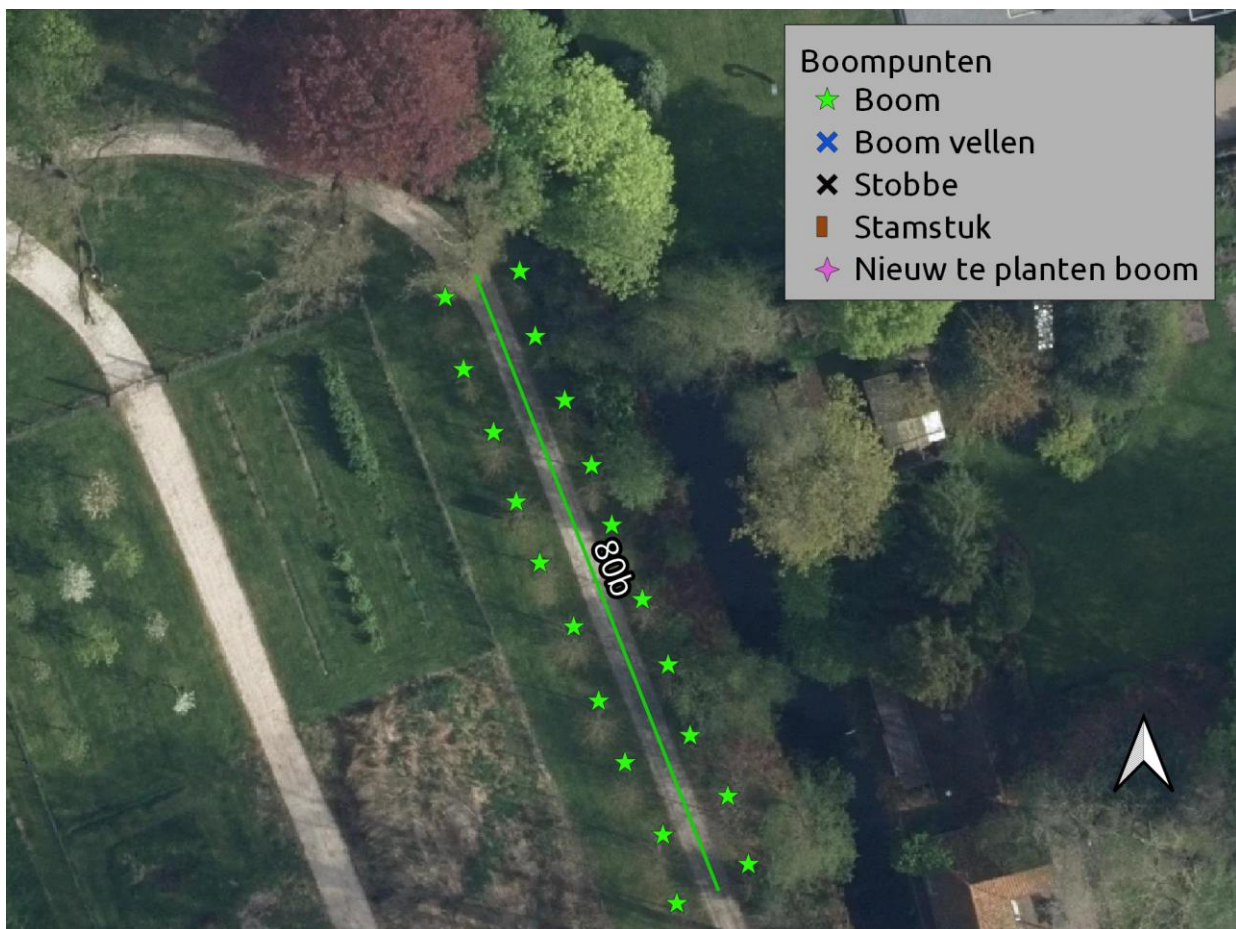 Boompunten
Boom
Boom vellen
Stobbe
Stamstuk
Nieuw te planten boom
80b